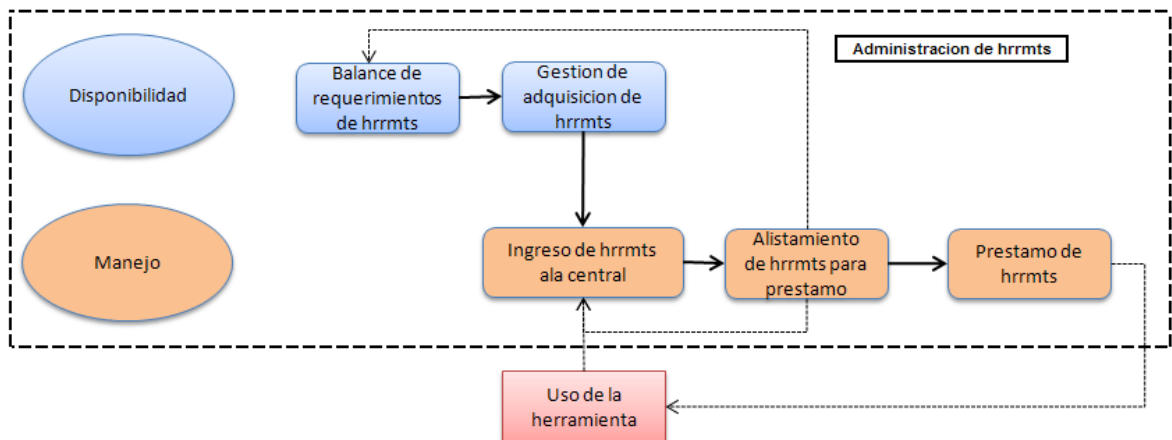 Administracion de hrrmts
Disponibilidad
Balance de
requerimientos
de hrrmts
Gestion de
adquisicion de
hrrmts
Manejo
Ingreso de hrrmts
ala central
Alistamiento
de hrrmts para
prestamo
Prestamo de
hrrmts
Uso de la
herramienta